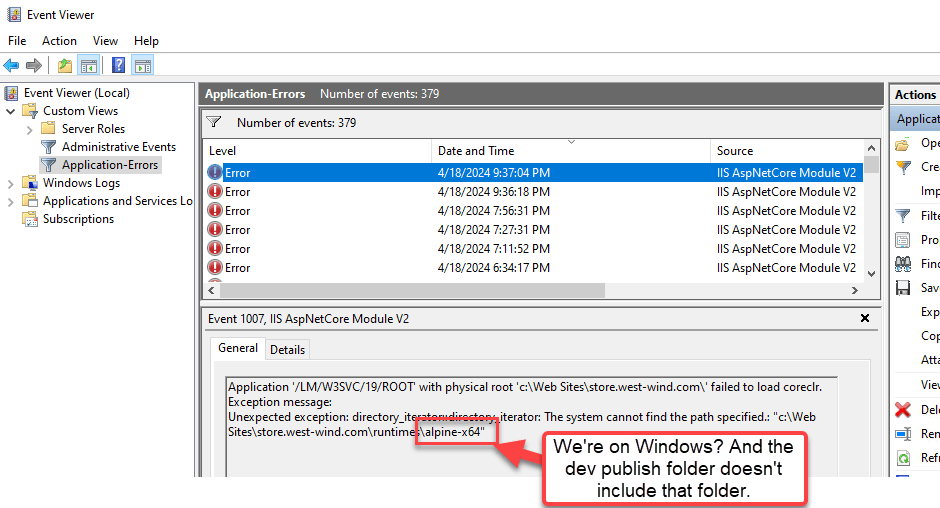 Event Viewer
File Action View Help
Event Viewer (Local)
Custom Views
Server Roles
Administrative Events
Application-Errors
Windows Logs
Applications and Services Lo
Subscriptions
Application-Errors Number of events: 379
Number of events: 379
Level Date and Time Source
Error 4/18/2024 9:37:04 PM IIS AspNetCore Module V2
Error 4/18/2024 9:36:18 PM IIS AspNetCore Module V2
Error 4/18/2024 7:56:31 PM IIS AspNetCore Module V2
Error 4/18/2024 7:27:31 PM IIS AspNetCore Module V2
Error 4/18/2024 7:11:52 PM IIS AspNetCore Module V2
Error 4/18/2024 6:34:17 PM IIS AspNetCore Module V2
Event 1007, IIS AspNetCore Module V2
General Details
Application '/LM/W3SVC/19/ROOT' with physical root 'c:\Web Sites\store.west-wind.com\' failed to load coreclr.
Exception message:
Unexpected exception: directory_iterator:directory_iterator: The system cannot find the path specified.: "c:\Web
Sites\store.west-wind.com\runtimes\alpine-x64"
We're on Windows? And the
dev publish folder doesn't
include that folder.
Actions
Applicat
Ope
Cre
Imp
Filte
Pro
Find
Sav
Exp
Cop
Atta
View
Dele
Ren
Refr